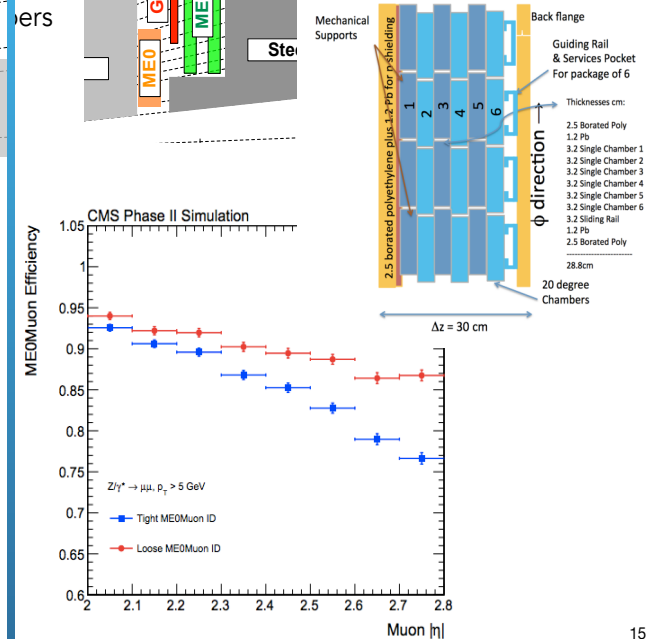 bers
G
ME
ME0
Ste
Mechanical
Supports
2.5 borated polyethylene plus 1.2 Pb for n shielding
1
2
3
4
5
6
Back flange
Guiding Rail
& Services Pocket
For package of 6
Thicknesses cm:
2.5 Borated Poly
1.2 Pb
3.2 Single Chamber 1
3.2 Single Chamber 2
3.2 Single Chamber 3
3.2 Single Chamber 4
3.2 Single Chamber 5
3.2 Single Chamber 6
3.2 Sliding Rail
1.2 Pb
2.5 Borated Poly
------------------------
28.8cm
φ direction →
20 degree
Chambers
Δz = 30 cm
CMS Phase II Simulation
ME0Muon Efficiency
1.05
1
0.95
0.9
0.85
0.8
0.75
0.7
0.65
0.6
Z/γ* → μμ, p_T > 5 GeV
Tight ME0Muon ID
Loose ME0Muon ID
2 2.1 2.2 2.3 2.4 2.5 2.6 2.7 2.8
Muon |η|
15